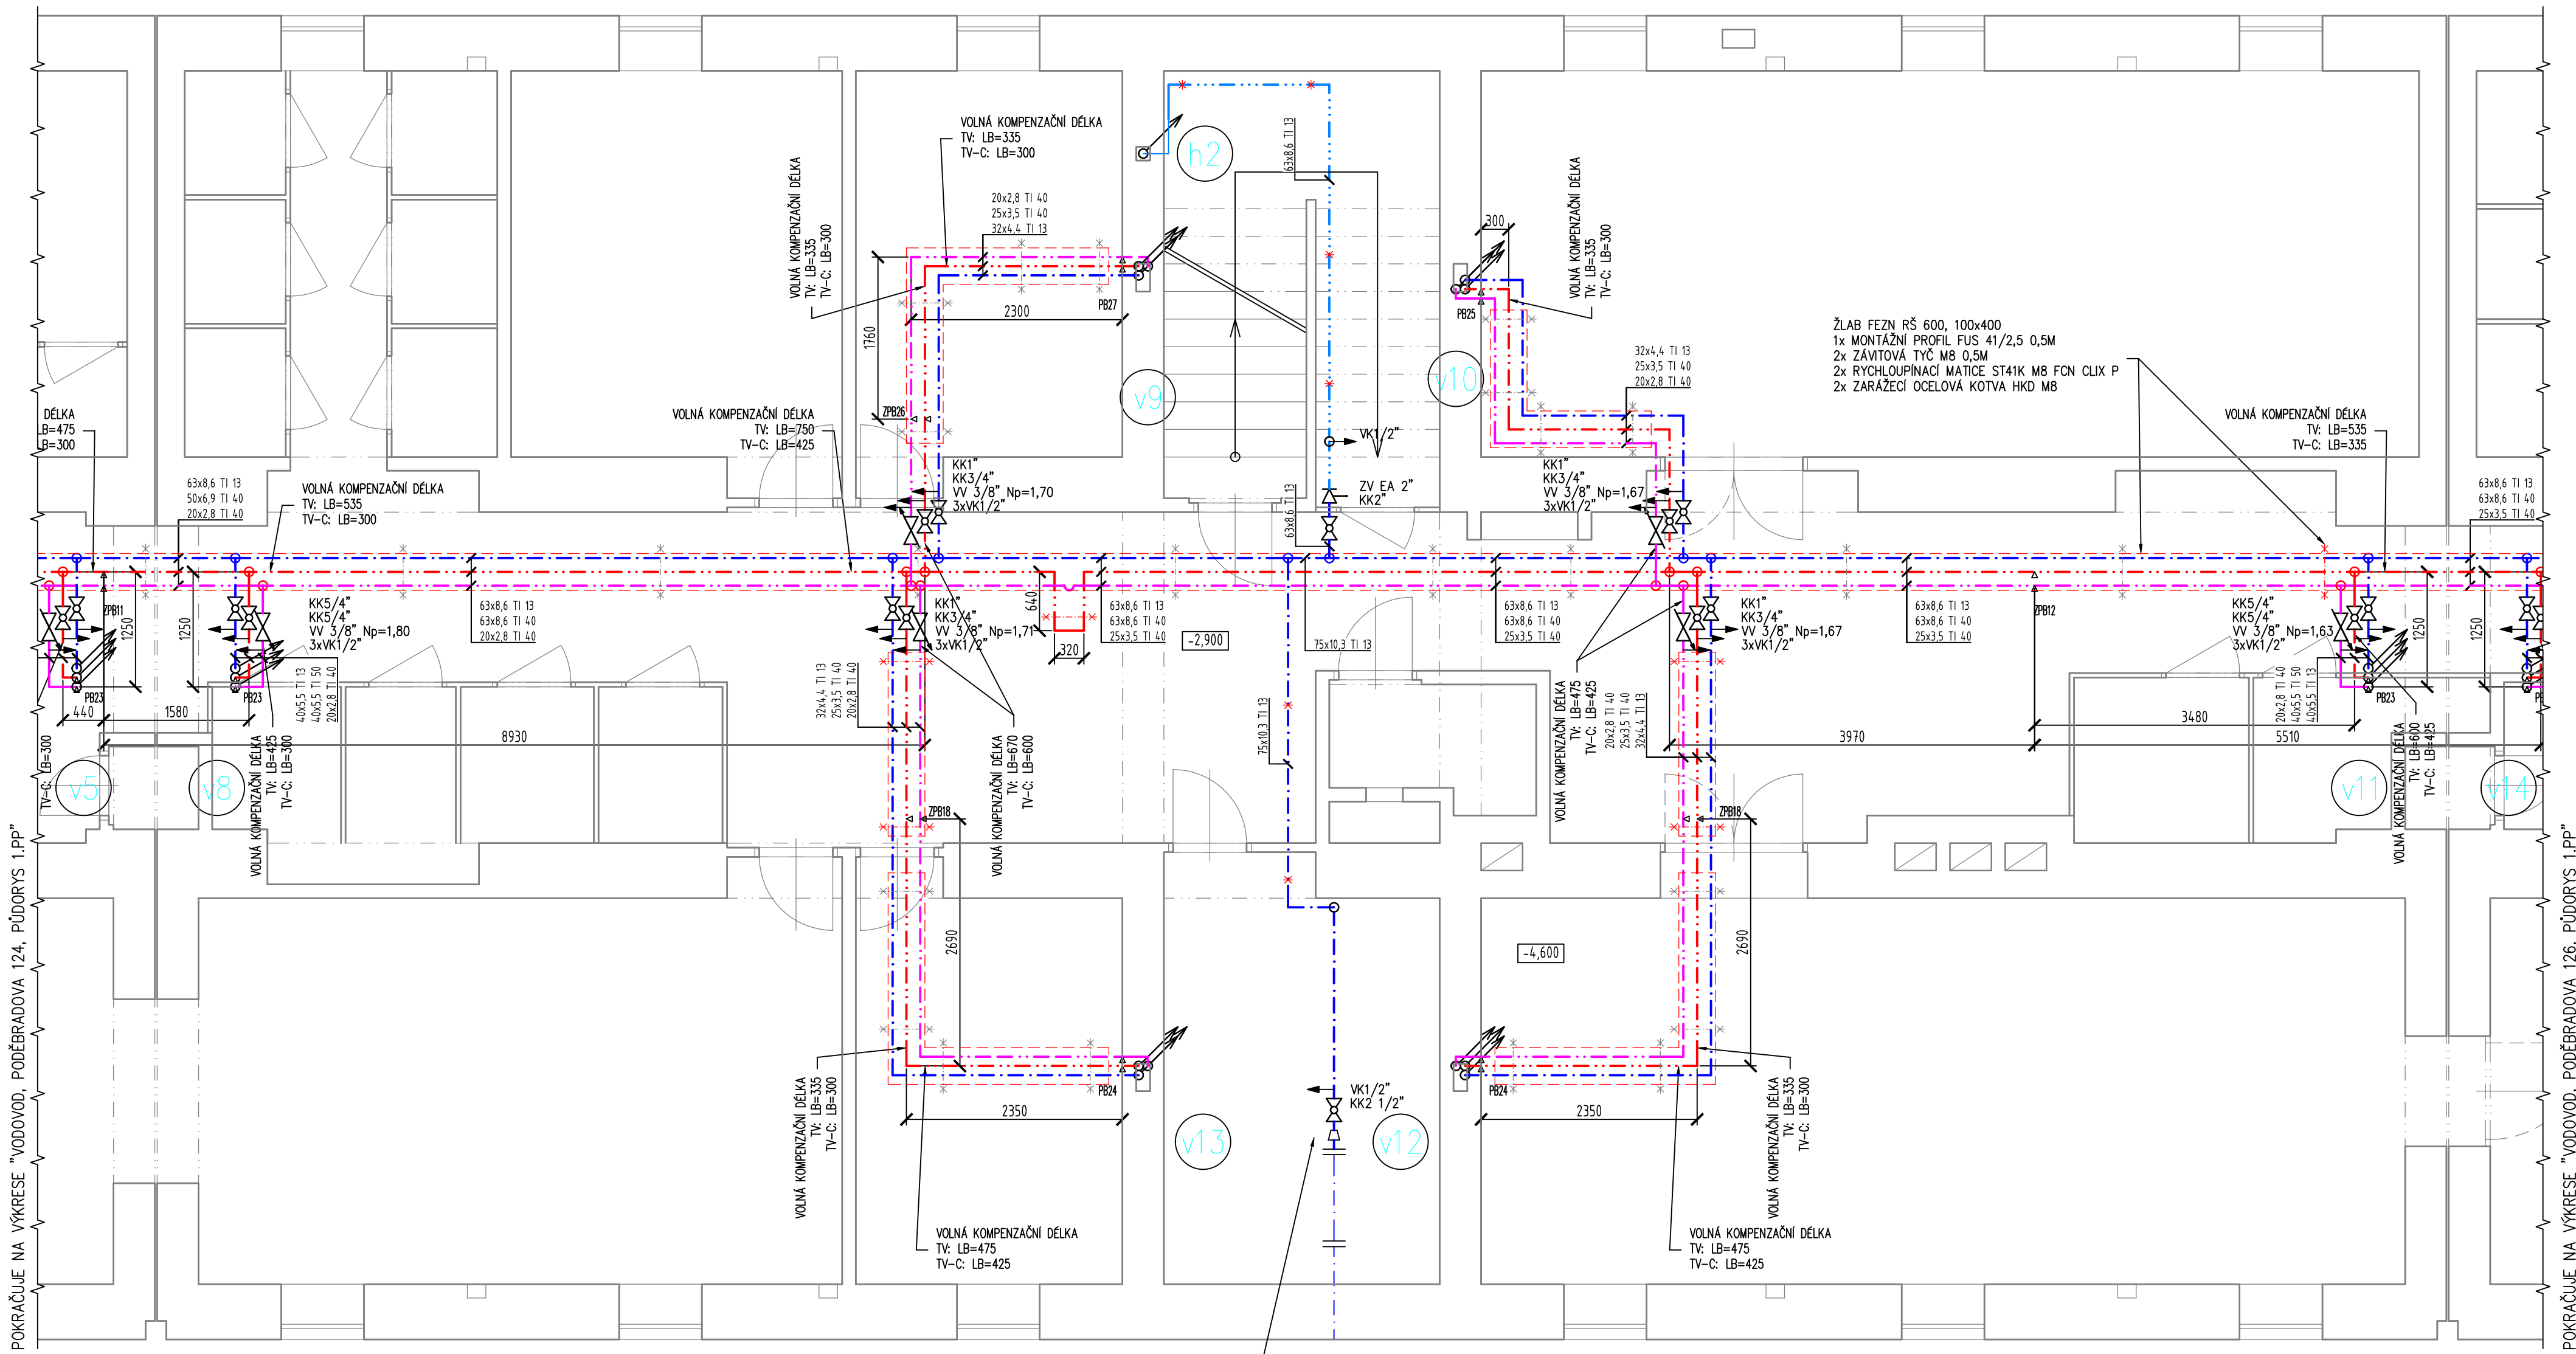 VOLNÁ KOMPENZAČNÍ DÉLKA
TV: LB=335
TV-C: LB=300
VOLNÁ KOMPENZAČNÍ DÉLKA
TV: LB=335
TV-C: LB=300
20x2,8 TI 40
25x3,5 TI 40
32x4,4 TI 13
63x8,6 TI 13
h2
300
VOLNÁ KOMPENZAČNÍ DÉLKA
TV: LB=335
TV-C: LB=300
1760
2300
PB27
PB25
v9
v10
32x4,4 TI 13
25x3,5 TI 40
20x2,8 TI 40
ŽLAB FEZN RŠ 600, 100x400
1x MONTÁŽNÍ PROFIL FUS 41/2,5 0,5M
2x ZÁVITOVÁ TYČ M8 0,5M
2x RYCHLOUPÍNACÍ MATICE ST41K M8 FCN CLIX P
2x ZARÁŽECÍ OCELOVÁ KOTVA HKD M8
DÉLKA
LB=475
LB=300
ZPB26
VOLNÁ KOMPENZAČNÍ DÉLKA
TV: LB=750
TV-C: LB=425
VK1/2"
VOLNÁ KOMPENZAČNÍ DÉLKA
TV: LB=535
TV-C: LB=335
63x8,6 TI 13
50x6,9 TI 40
20x2,8 TI 40
VOLNÁ KOMPENZAČNÍ DÉLKA
TV: LB=535
TV-C: LB=300
KK1"
KK3/4"
VV 3/8" Np=1,70
3xVK1/2"
63x8,6 TI 13
ZV EA 2"
KK2"
KK1"
KK3/4"
VV 3/8" Np=1,67
3xVK1/2"
63x8,6 TI 13
63x8,6 TI 40
25x3,5 TI 40
ZPB11
1250
1250
KK5/4"
KK5/4"
VV 3/8" Np=1,80
3xVK1/2"
63x8,6 TI 13
63x8,6 TI 40
20x2,8 TI 40
KK1"
KK3/4"
VV 3/8" Np=1,71
3xVK1/2"
640
320
63x8,6 TI 13
63x8,6 TI 40
25x3,5 TI 40
-2,900
75x10,3 TI 13
63x8,6 TI 13
63x8,6 TI 40
25x3,5 TI 40
KK1"
KK3/4"
VV 3/8" Np=1,67
3xVK1/2"
63x8,6 TI 13
63x8,6 TI 40
25x3,5 TI 40
ZPB12
KK5/4"
KK5/4"
VV 3/8" Np=1,63
3xVK1/2"
1250
1250
PB23
PB23
PB23
440
1580
40x5,5 TI 13
40x5,5 TI 50
20x2,8 TI 40
8930
32x4,4 TI 13
25x3,5 TI 40
20x2,8 TI 40
75x10,3 TI 13
VOLNÁ KOMPENZAČNÍ DÉLKA
TV: LB=475
TV-C: LB=425
20x2,8 TI 40
25x3,5 TI 40
32x4,4 TI 13
3970
3480
5510
20x2,8 TI 40
40x5,5 TI 50
40x5,5 TI 13
TV-C: LB=300
v5
v8
VOLNÁ KOMPENZAČNÍ DÉLKA
TV: LB=425
TV-C: LB=300
VOLNÁ KOMPENZAČNÍ DÉLKA
TV: LB=670
TV-C: LB=600
ZPB18
ZPB18
v11
VOLNÁ KOMPENZAČNÍ DÉLKA
TV: LB=600
TV-C: LB=425
v14
2690
-4,600
2690
PB24
PB24
2350
2350
VOLNÁ KOMPENZAČNÍ DÉLKA
TV: LB=335
TV-C: LB=300
v13
VK1/2"
KK2 1/2"
v12
VOLNÁ KOMPENZAČNÍ DÉLKA
TV: LB=335
TV-C: LB=300
VOLNÁ KOMPENZAČNÍ DÉLKA
TV: LB=475
TV-C: LB=425
VOLNÁ KOMPENZAČNÍ DÉLKA
TV: LB=475
TV-C: LB=425
POKRAČUJE NA VÝKRESE "VODOVOD, PODĚBRADOVA 124, PŮDORYS 1.PP"
POKRAČUJE NA VÝKRESE "VODOVOD, PODĚBRADOVA 126, PŮDORYS 1.PP"